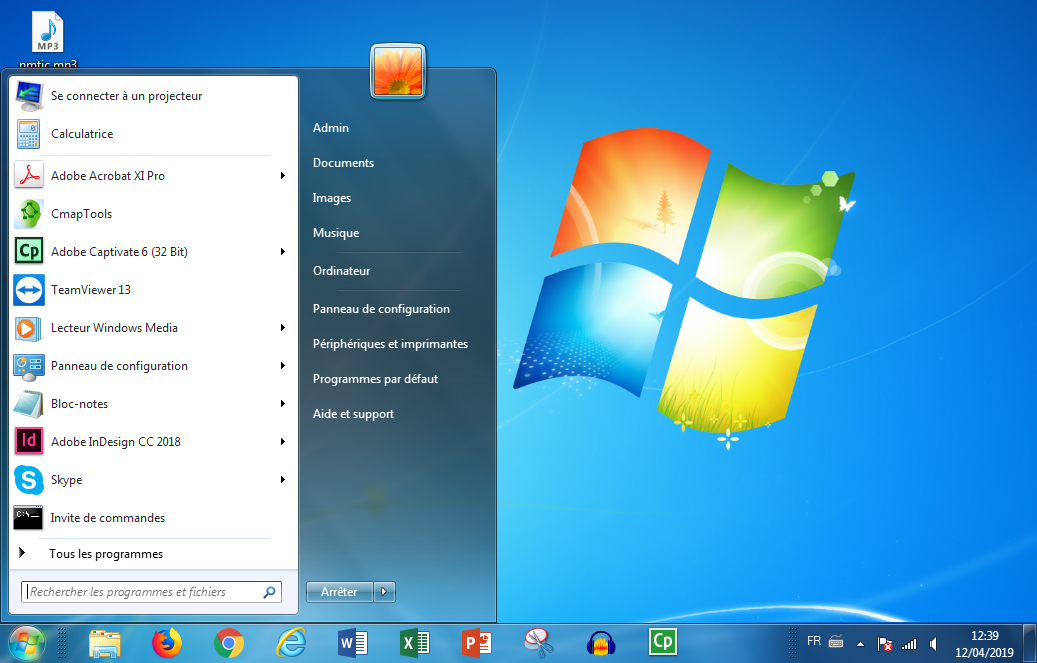 MP3
nmtic.mp3
Se connecter à un projecteur
Calculatrice
Adobe Acrobat XI Pro
CmapTools
Cp
Adobe Captivate 6 (32 Bit)
TeamViewer 13
Lecteur Windows Media
Panneau de configuration
Bloc-notes
Id
Adobe InDesign CC 2018
S
Skype
C:\_
Invite de commandes
Tous les programmes
Rechercher les programmes et fichiers
Admin
Documents
Images
Musique
Ordinateur
Panneau de configuration
Périphériques et imprimantes
Programmes par défaut
Aide et support
Arrêter
W
X
P
Cp
FR
12:39
12/04/2019